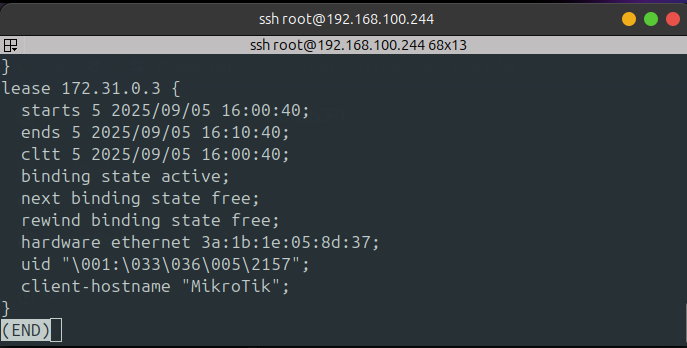 ssh root@192.168.100.244
ssh root@192.168.100.244 68x13
}
lease 172.31.0.3 {
  starts 5 2025/09/05 16:00:40;
  ends 5 2025/09/05 16:10:40;
  cltt 5 2025/09/05 16:00:40;
  binding state active;
  next binding state free;
  rewind binding state free;
  hardware ethernet 3a:1b:1e:05:8d:37;
  uid "\001:\033\036\005\2157";
  client-hostname "MikroTik";
}
(END)